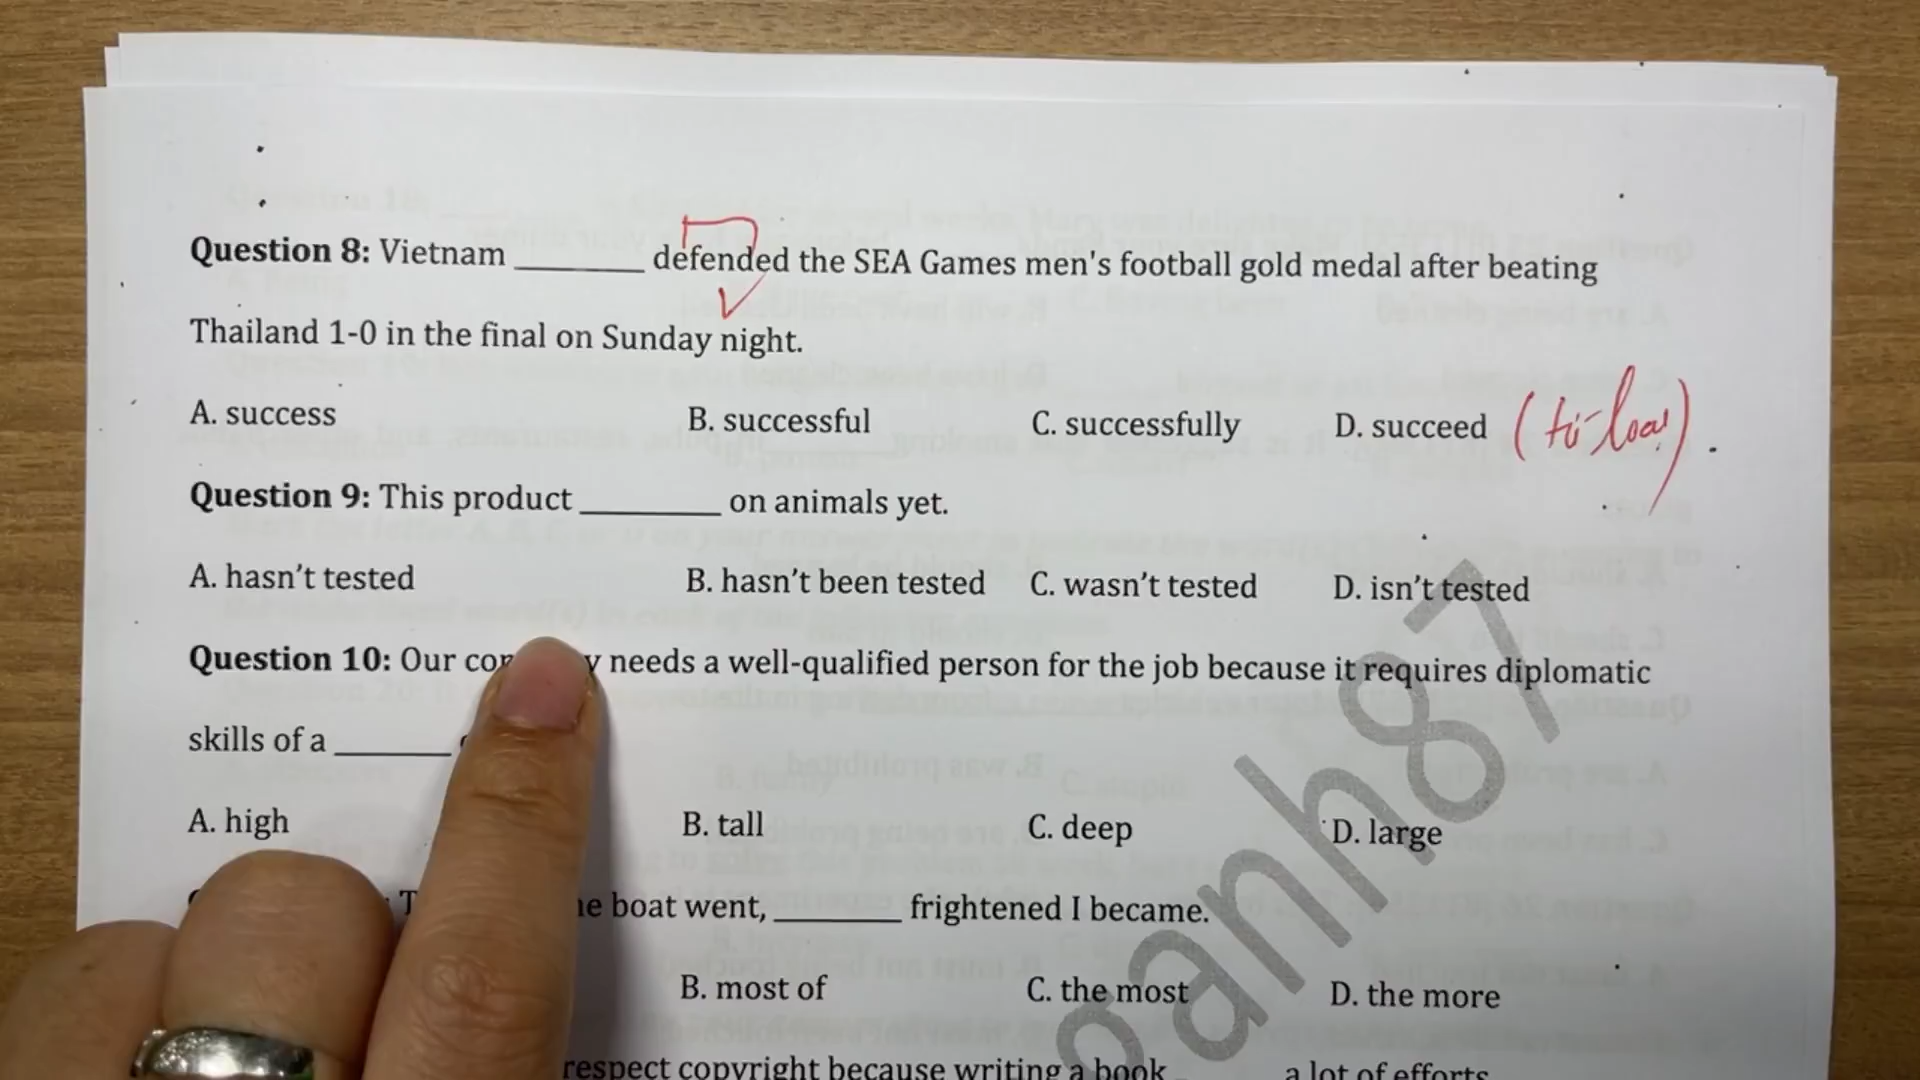 Question 8: Vietnam ________ defended the SEA Games men's football gold medal after beating
Thailand 1-0 in the final on Sunday night.
A. success B. successful C. successfully D. succeed (từ loại)
Question 9: This product ________ on animals yet.
A. hasn't tested B. hasn't been tested C. wasn't tested D. isn't tested
Question 10: Our needs a well-qualified person for the job because it requires diplomatic
skills of a ________
A. high B. tall C. deep D. large
boat went, ________ frightened I became.
B. most of C. the most D. the more
respect copyright because writing a book a lot of efforts
anh87